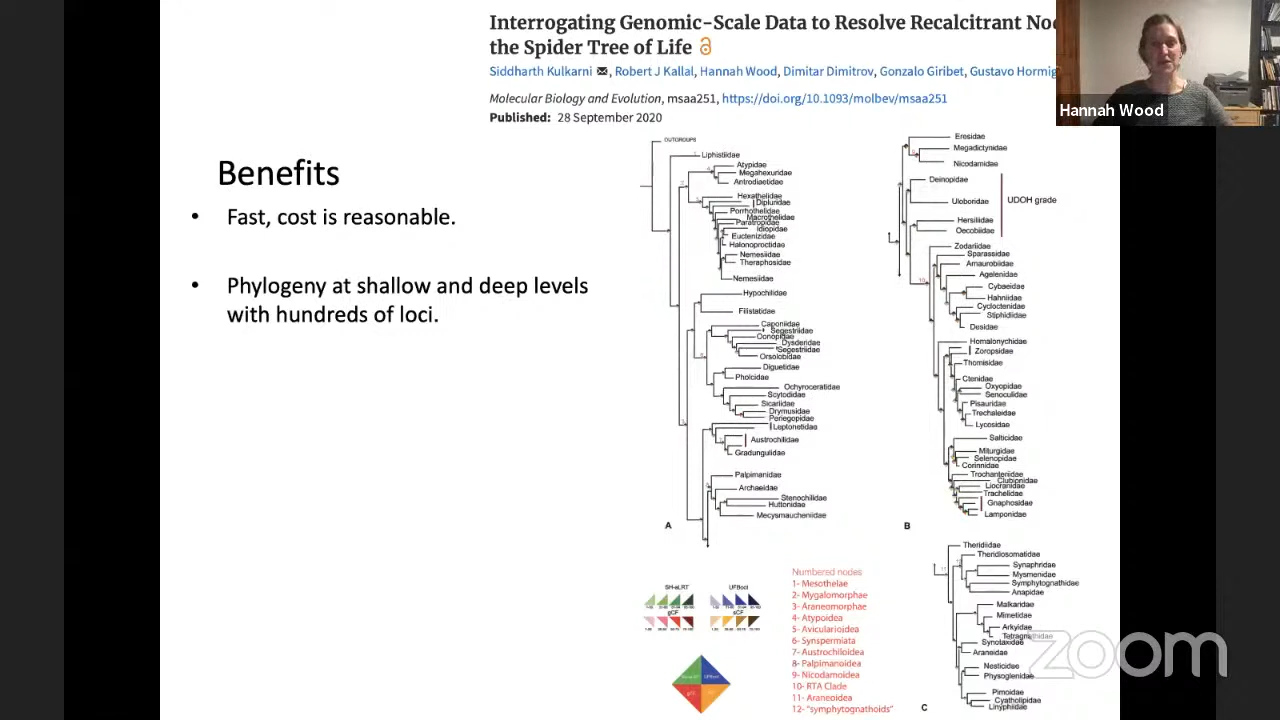 Interrogating Genomic-Scale Data to Resolve Recalcitrant No
the Spider Tree of Life
Siddharth Kulkarni, Robert J Kallal, Hannah Wood, Dimitar Dimitrov, Gonzalo Giribet, Gustavo Hormig
Molecular Biology and Evolution, msaa251, https://doi.org/10.1093/molbev/msaa251
Published: 28 September 2020
Hannah Wood
Benefits
• Fast, cost is reasonable.
• Phylogeny at shallow and deep levels
with hundreds of loci.
OUTGROUPS
Liphistiidae
Atypidae
Megahexuridae
Antrodiaetidae
Hexathelidae
Dipluridae
Porrhothelidae
Macrothelidae
Paratropidae
Idiopidae
Euctenizidae
Halonoproctidae
Nemesiidae
Theraphosidae
Nemesiidae
Hypochilidae
Filistatidae
Caponiidae
Segestriidae
Oonopidae
Dysderidae
Segestriidae
Orsolobidae
Diguetidae
Pholcidae
Ochyroceratidae
Scytodidae
Sicariidae
Drymusidae
Periegopidae
Leptonetidae
Austrochilidae
Gradungulidae
Palpimanidae
Archaeidae
Stenochilidae
Huttonidae
Mecysmaucheniidae
A
Eresidae
Megadictynidae
Nicodamidae
Deinopidae
Uloboridae
UDOH grade
Hersiliidae
Oecobiidae
Zodariidae
Sparassidae
Amaurobiidae
Agelenidae
Cybaeidae
Hahniidae
Cycloctenidae
Stiphidiidae
Desidae
Homalonychidae
Zoropsidae
Thomisidae
Ctenidae
Oxyopidae
Senoculidae
Pisauridae
Trechaleidae
Lycosidae
Salticidae
Miturgidae
Selenopidae
Corinnidae
Trochanteriidae
Clubionidae
Liocranidae
Trachelidae
Gnaphosidae
Lamponidae
B
Theridiidae
Theridiosomatidae
Synaphridae
Mysmenidae
Symphytognathidae
Anapidae
Malkaridae
Mimetidae
Arkyidae
Tetragnathidae
Synotaxidae
Araneidae
Nesticidae
Physoglenidae
Pimoidae
Cyatholipidae
Linyphiidae
C
SH-aLRT
UFBoot
gCF
sCF
Numbered nodes
1- Mesothelae
2- Mygalomorphae
3- Araneomorphae
4- Atypoidea
5- Avicularioidea
6- Synspermiata
7- Austrochiloidea
8- Palpimanoidea
9- Nicodamoidea
10- RTA Clade
11- Araneoidea
12- "symphytognathoids"
zoom